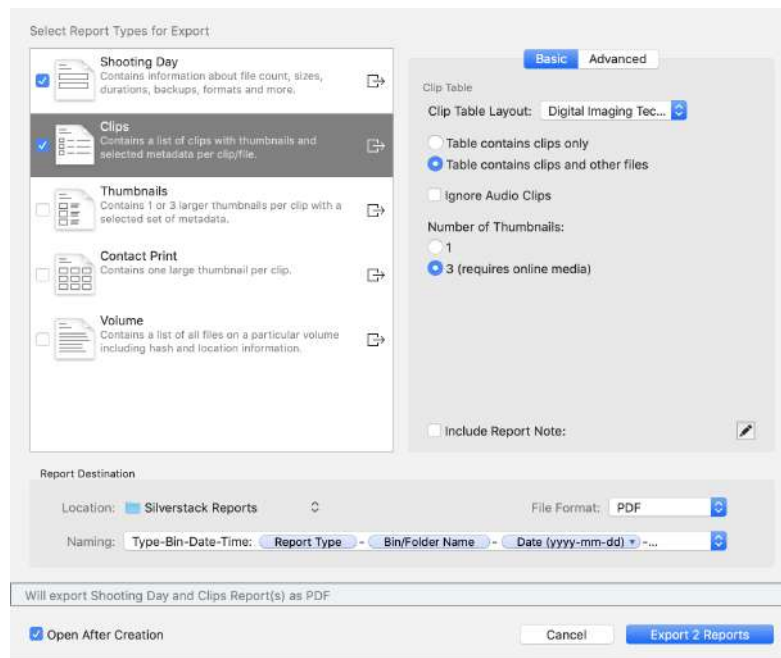 Select Report Types for Export
Shooting Day
Contains information about file count, sizes,
durations, backups, formats and more.
Clips
Contains a list of clips with thumbnails and
selected metadata per clip/file.
Thumbnails
Contains 1 or 3 larger thumbnails per clip with a
selected set of metadata.
Contact Print
Contains one large thumbnail per clip.
Volume
Contains a list of all files on a particular volume
including hash and location information.
Basic Advanced
Clip Table
Clip Table Layout: Digital Imaging Tec...
Table contains clips only
Table contains clips and other files
Ignore Audio Clips
Number of Thumbnails:
1
3 (requires online media)
Include Report Note:
Report Destination
Location: Silverstack Reports File Format: PDF
Naming: Type-Bin-Date-Time: Report Type - Bin/Folder Name - Date (yyyy-mm-dd) -...
Will export Shooting Day and Clips Report(s) as PDF
Open After Creation Cancel Export 2 Reports